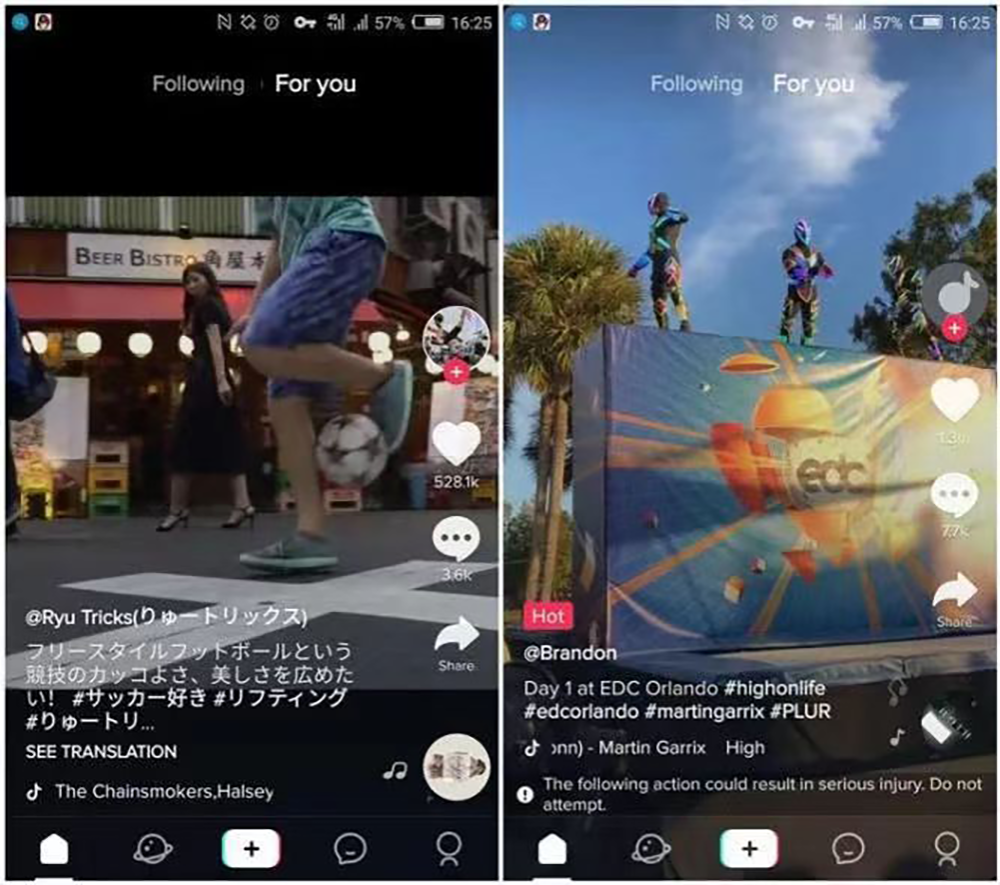 57% 16:25
Following For you
BEER BISTRO 角屋本
528.1k
3.6k
@Ryu Tricks(りゅートリックス)
フリースタイルフットボールという
競技のカッコよさ、美しさを広めた
い! #サッカー好き #リフティング
#りゅートリ...
Share
SEE TRANSLATION
The Chainsmokers,Halsey
57% 16:25
Following For you
edc
1.3m
7.7k
Share
Hot
@Brandon
Day 1 at EDC Orlando #highonlife
#edcorlando #martingarrix #PLUR
onn) - Martin Garrix High
The following action could result in serious injury. Do not
attempt.